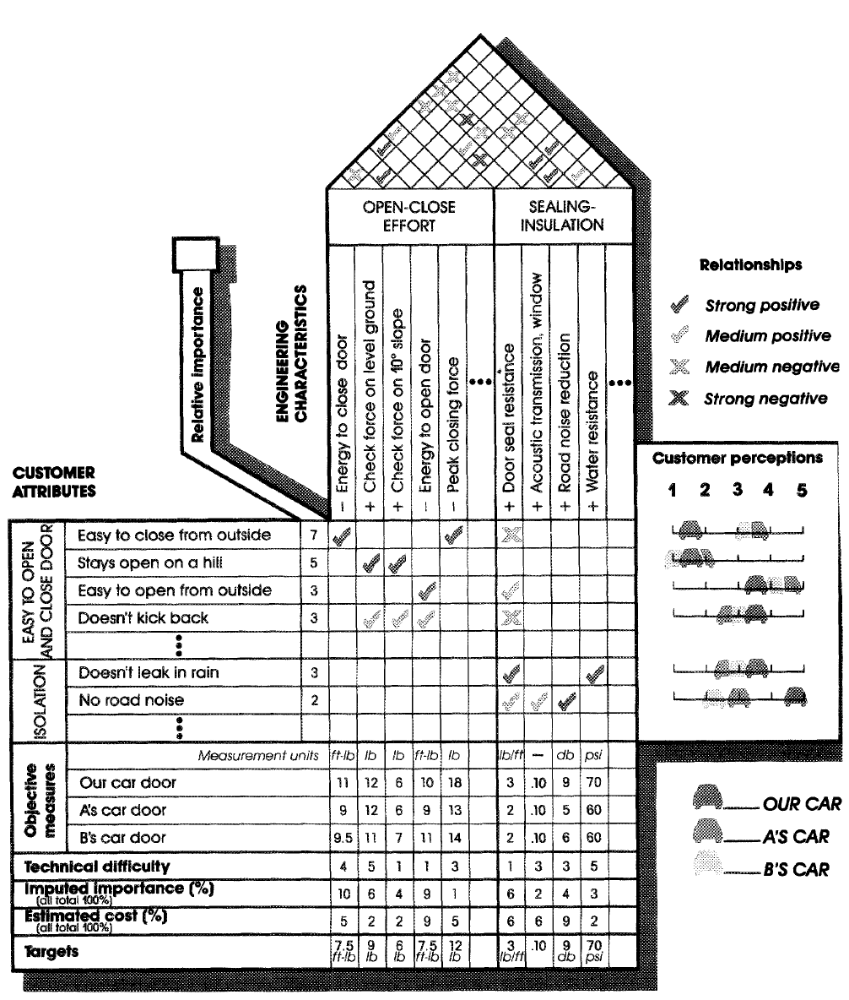 OPEN-CLOSE
EFFORT
SEALING-
INSULATION
Relative importance
ENGINEERING
CHARACTERISTICS
− Energy to close door
+ Check force on level ground
+ Check force on 10° slope
− Energy to open door
− Peak closing force
•••
+ Door seal resistance
+ Acoustic transmission, window
+ Road noise reduction
+ Water resistance
•••
Relationships
Strong positive
Medium positive
Medium negative
Strong negative
CUSTOMER
ATTRIBUTES
Customer perceptions
1 2 3 4 5
EASY TO OPEN
AND CLOSE DOOR
Easy to close from outside 7
Stays open on a hill 5
Easy to open from outside 3
Doesn't kick back 3
ISOLATION
Doesn't leak in rain 3
No road noise 2
Objective
measures
Measurement units ft-lb lb lb ft-lb lb lb/ft — db psi
Our car door 11 12 6 10 18 3 .10 9 70
A's car door 9 12 6 9 13 2 .10 5 60
B's car door 9.5 11 7 11 14 2 .10 6 60
Technical difficulty 4 5 1 1 3 1 3 3 5
Imputed importance (%) 10 6 4 9 1 6 2 4 3
(all total 100%)
Estimated cost (%) 5 2 2 9 5 6 6 9 2
(all total 100%)
Targets 7.5 9 6 7.5 12 3 .10 9 70
ft-lb lb lb ft-lb lb lb/ft db psi
OUR CAR
A'S CAR
B'S CAR